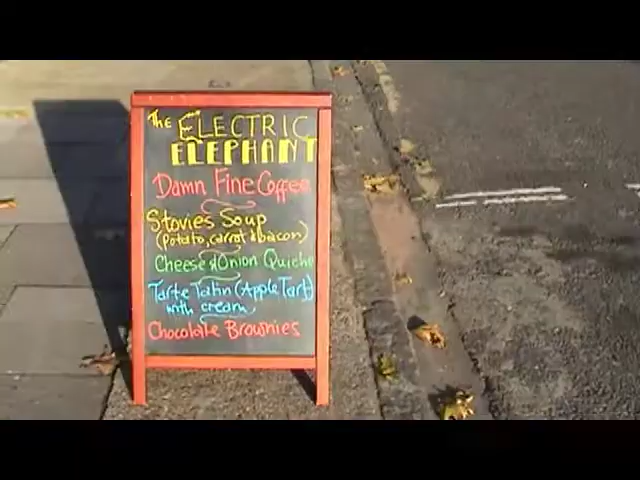 The ELECTRIC
ELEPHANT
Damn Fine Coffee
Stovies Soup
(potato, carrot & bacon)
Cheese & Onion Quiche
Tarte Tatin (Apple Tart)
with cream
Chocolate Brownies